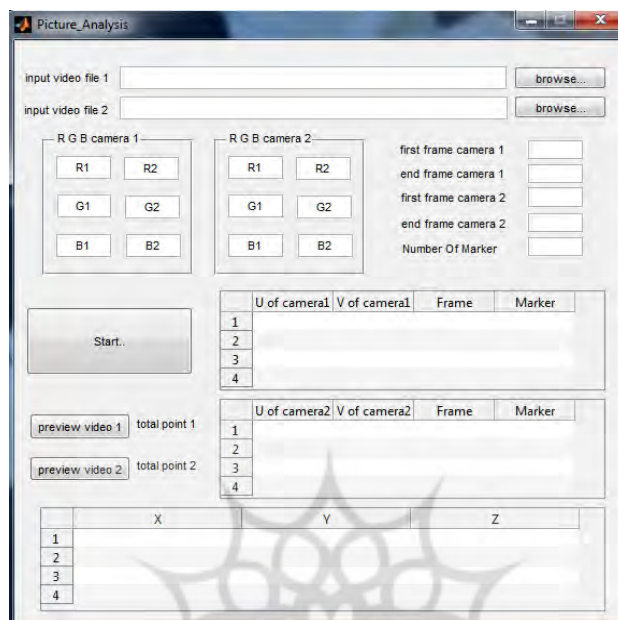 Picture_Analysis
input video file 1 browse...
input video file 2 browse...
R G B camera 1
R1 R2
G1 G2
B1 B2
R G B camera 2
R1 R2
G1 G2
B1 B2
first frame camera 1
end frame camera 1
first frame camera 2
end frame camera 2
Number Of Marker
Start..
U of camera1 V of camera1 Frame Marker
1
2
3
4
preview video 1 total point 1
preview video 2 total point 2
U of camera2 V of camera2 Frame Marker
1
2
3
4
X Y Z
1
2
3
4